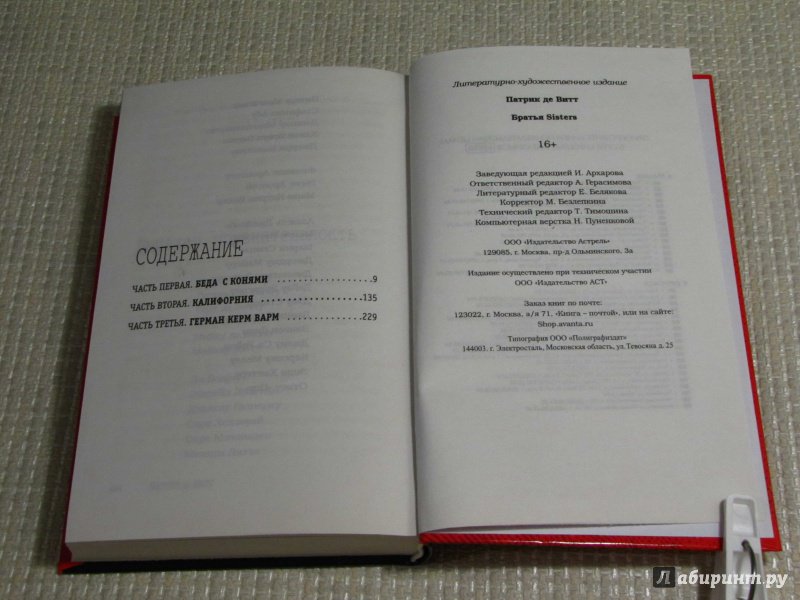 СОДЕРЖАНИЕ
ЧАСТЬ ПЕРВАЯ. БЕДА С КОНЯМИ 9
ЧАСТЬ ВТОРАЯ. КАЛИФОРНИЯ 135
ЧАСТЬ ТРЕТЬЯ. ГЕРМАН КЕРМ ВАРМ 229
Литературно-художественное издание
Патрик де Витт
Братья Sisters
16+
Заведующая редакцией И. Архарова
Ответственный редактор А. Герасимова
Литературный редактор Е. Белякова
Корректор М. Безлепкина
Технический редактор Т. Тимошина
Компьютерная верстка Н. Пуненковой
ООО «Издательство Астрель»
129085, г. Москва, пр-д Ольминского, 3а
Издание осуществлено при техническом участии
ООО «Издательство АСТ»
Заказ книг по почте:
123022, г. Москва, а/я 71, «Книга – почтой», или на сайте:
Shop.avanta.ru
Типография ООО «Полиграфиздат»
144003, г. Электросталь, Московская область, ул. Тевосяна д. 25
Лабиринт.ру